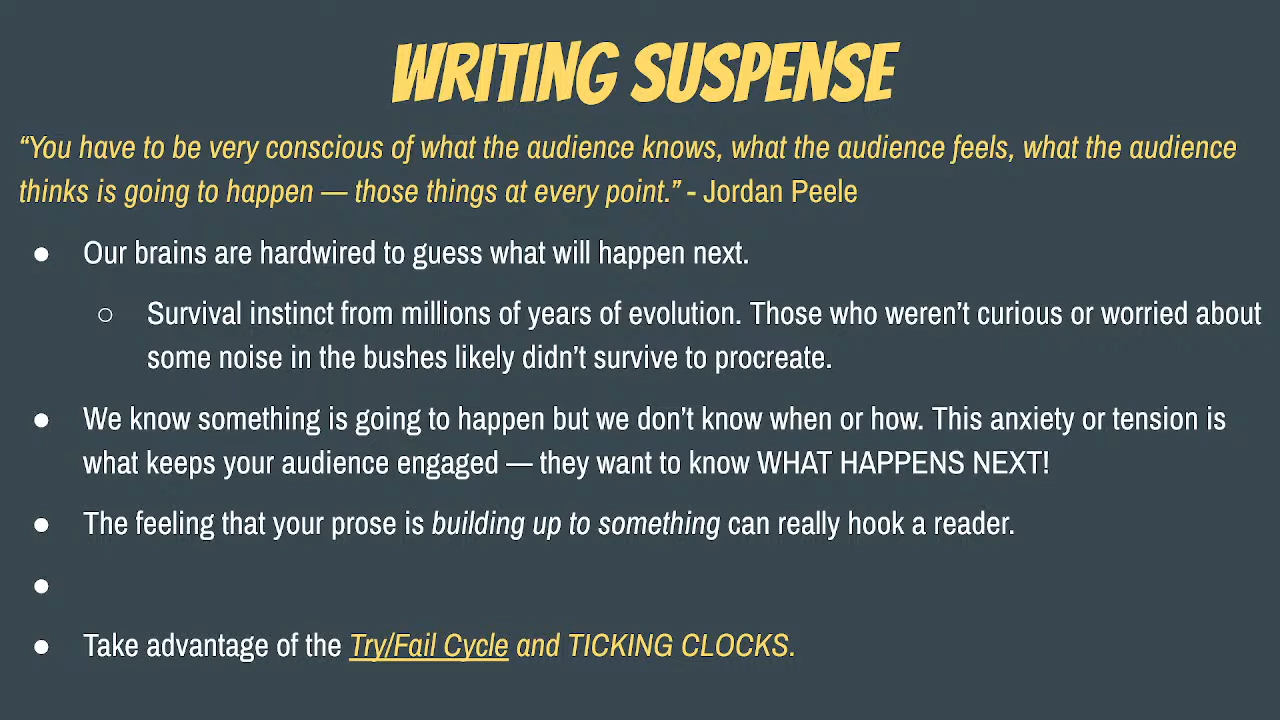 WRITING SUSPENSE
“You have to be very conscious of what the audience knows, what the audience feels, what the audience
thinks is going to happen — those things at every point.” - Jordan Peele
● Our brains are hardwired to guess what will happen next.
○ Survival instinct from millions of years of evolution. Those who weren’t curious or worried about
some noise in the bushes likely didn’t survive to procreate.
● We know something is going to happen but we don’t know when or how. This anxiety or tension is
what keeps your audience engaged — they want to know WHAT HAPPENS NEXT!
● The feeling that your prose is building up to something can really hook a reader.
●
● Take advantage of the Try/Fail Cycle and TICKING CLOCKS.